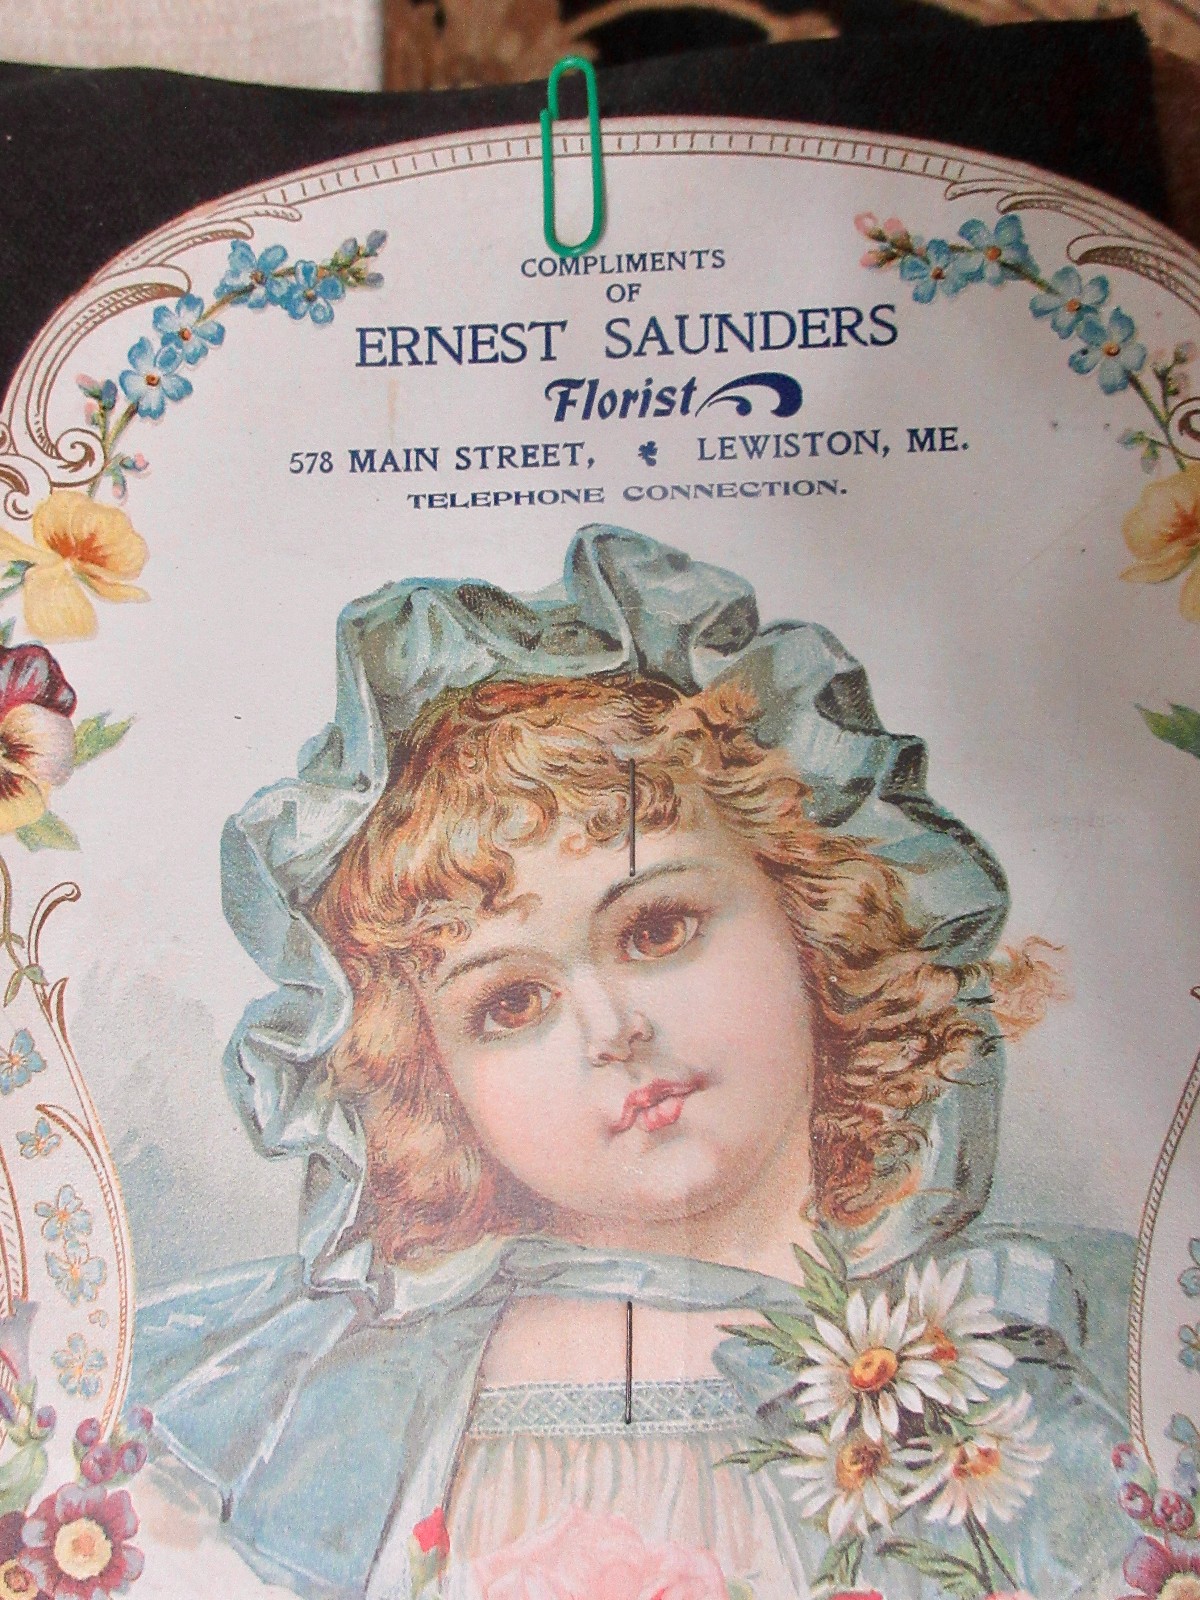 COMPLIMENTS
OF
ERNEST SAUNDERS
Florist
578 MAIN STREET, LEWISTON, ME.
TELEPHONE CONNECTION.